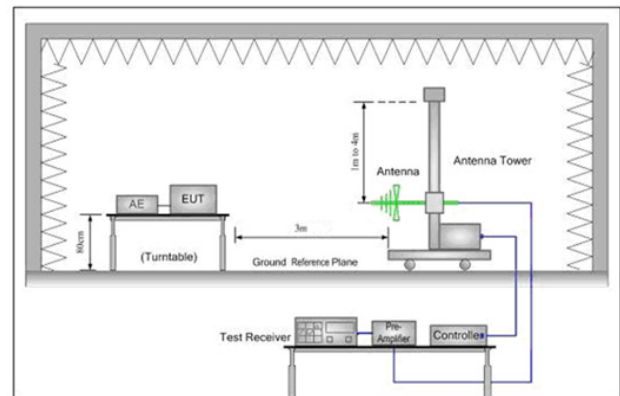 1m to 4m
Antenna
Antenna Tower
AE
EUT
80cm
(Turntable)
3m
Ground Reference Plane
Test Receiver
Pre-
Amplifier
Controller